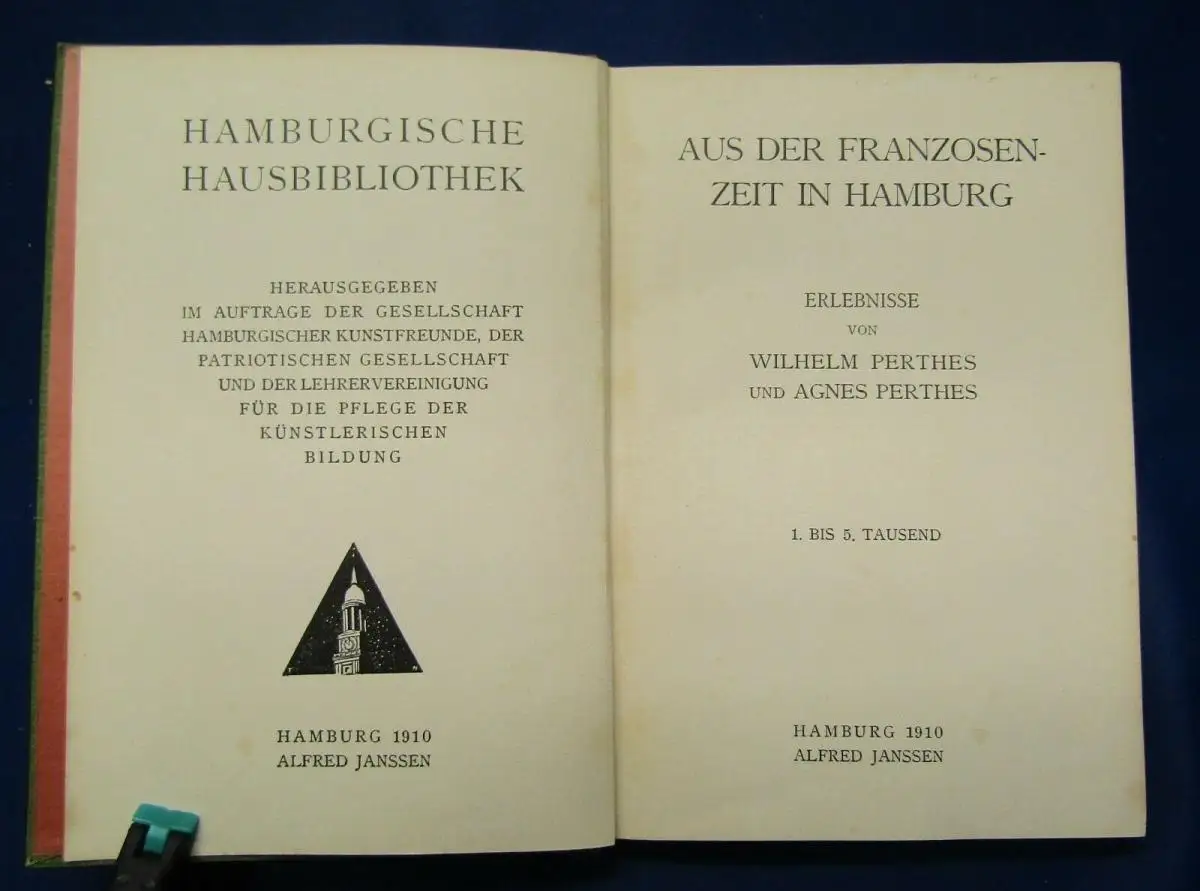 HAMBURGISCHE
HAUSBIBLIOTHEK
HERAUSGEGEBEN
IM AUFTRAGE DER GESELLSCHAFT
HAMBURGISCHER KUNSTFREUNDE, DER
PATRIOTISCHEN GESELLSCHAFT
UND DER LEHRERVEREINIGUNG
FÜR DIE PFLEGE DER
KÜNSTLERISCHEN
BILDUNG
HAMBURG 1910
ALFRED JANSSEN
AUS DER FRANZOSEN-
ZEIT IN HAMBURG
ERLEBNISSE
VON
WILHELM PERTHES
UND AGNES PERTHES
1. BIS 5. TAUSEND
HAMBURG 1910
ALFRED JANSSEN